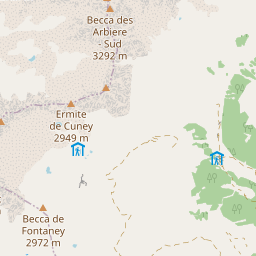 Becca des
Arbiere
- Sud
3292 m
Ermite
de Cuney
2949 m
Becca de
Fontaney
2972 m